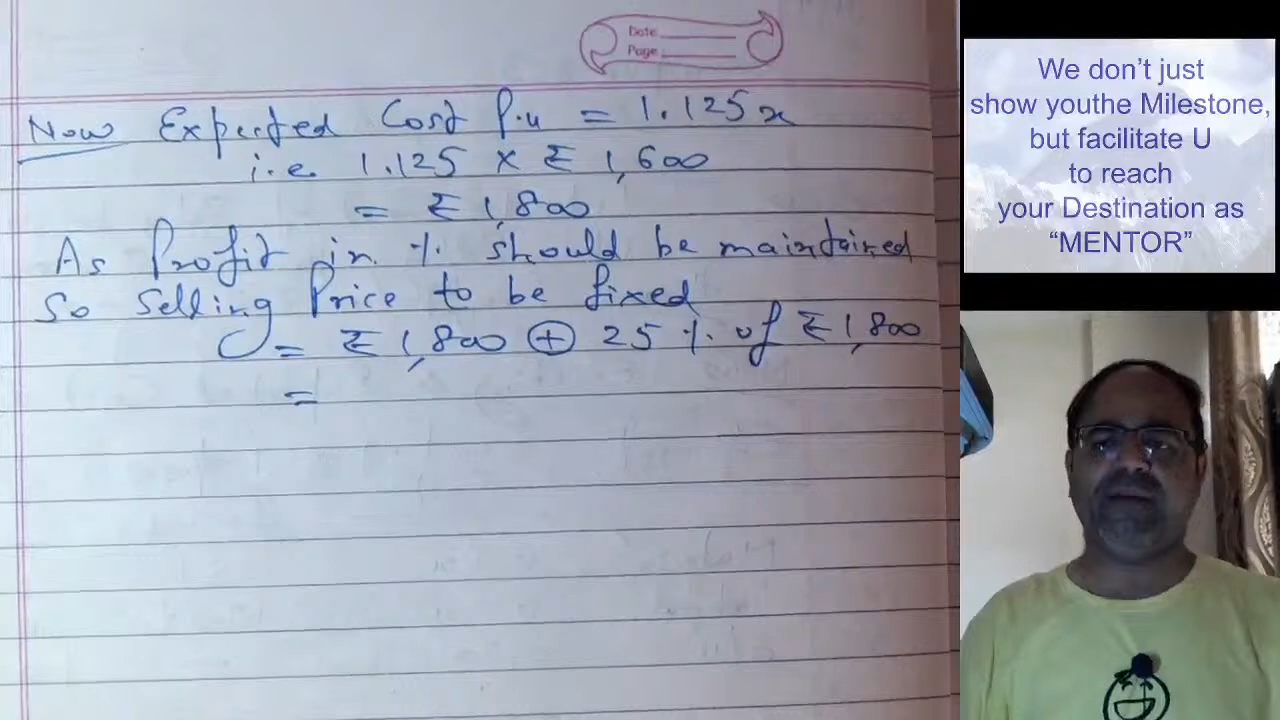 Date
Page
Now Expected Cost P.u = 1.125x
i.e. 1.125 x ₹ 1,600
= ₹ 1,800
As Profit in % should be maintained
So Selling Price to be fixed
= ₹ 1,800 ⊕ 25 % of ₹ 1,800
=
We don't just
show youthe Milestone,
but facilitate U
to reach
your Destination as
“MENTOR”